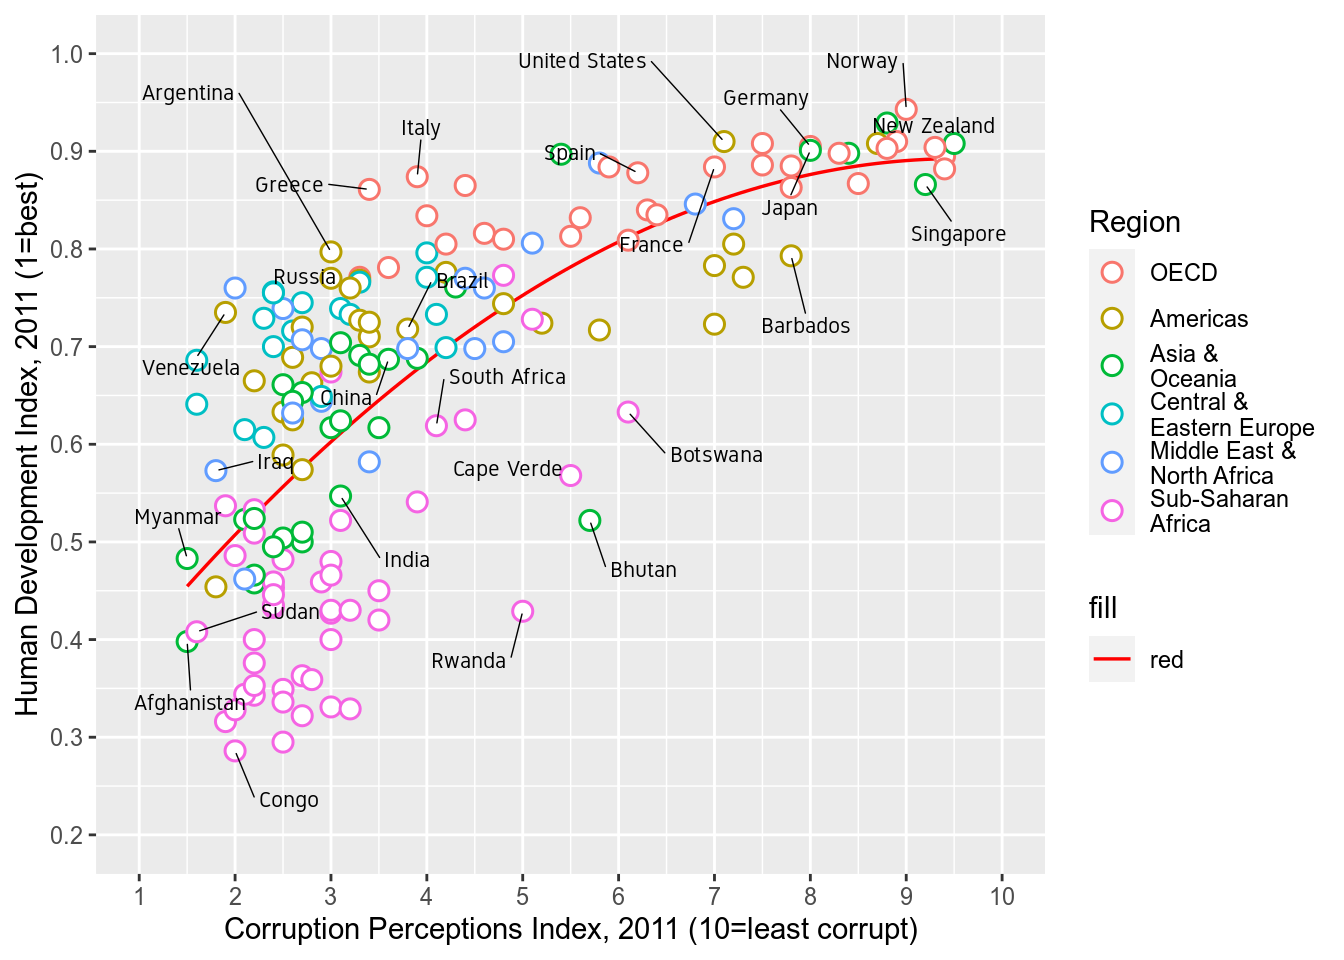 1.0
0.9
0.8
0.7
0.6
0.5
0.4
0.3
0.2
Human Development Index, 2011 (1=best)
United States
Norway
Argentina
Germany
Italy
New Zealand
Spain
Greece
Japan
Singapore
France
Russia
Brazil
Barbados
Venezuela
South Africa
China
Botswana
Iraq
Cape Verde
Myanmar
India
Bhutan
Sudan
Rwanda
Afghanistan
Congo
1 2 3 4 5 6 7 8 9 10
Corruption Perceptions Index, 2011 (10=least corrupt)
Region
OECD
Americas
Asia &
Oceania
Central &
Eastern Europe
Middle East &
North Africa
Sub-Saharan
Africa
fill
red